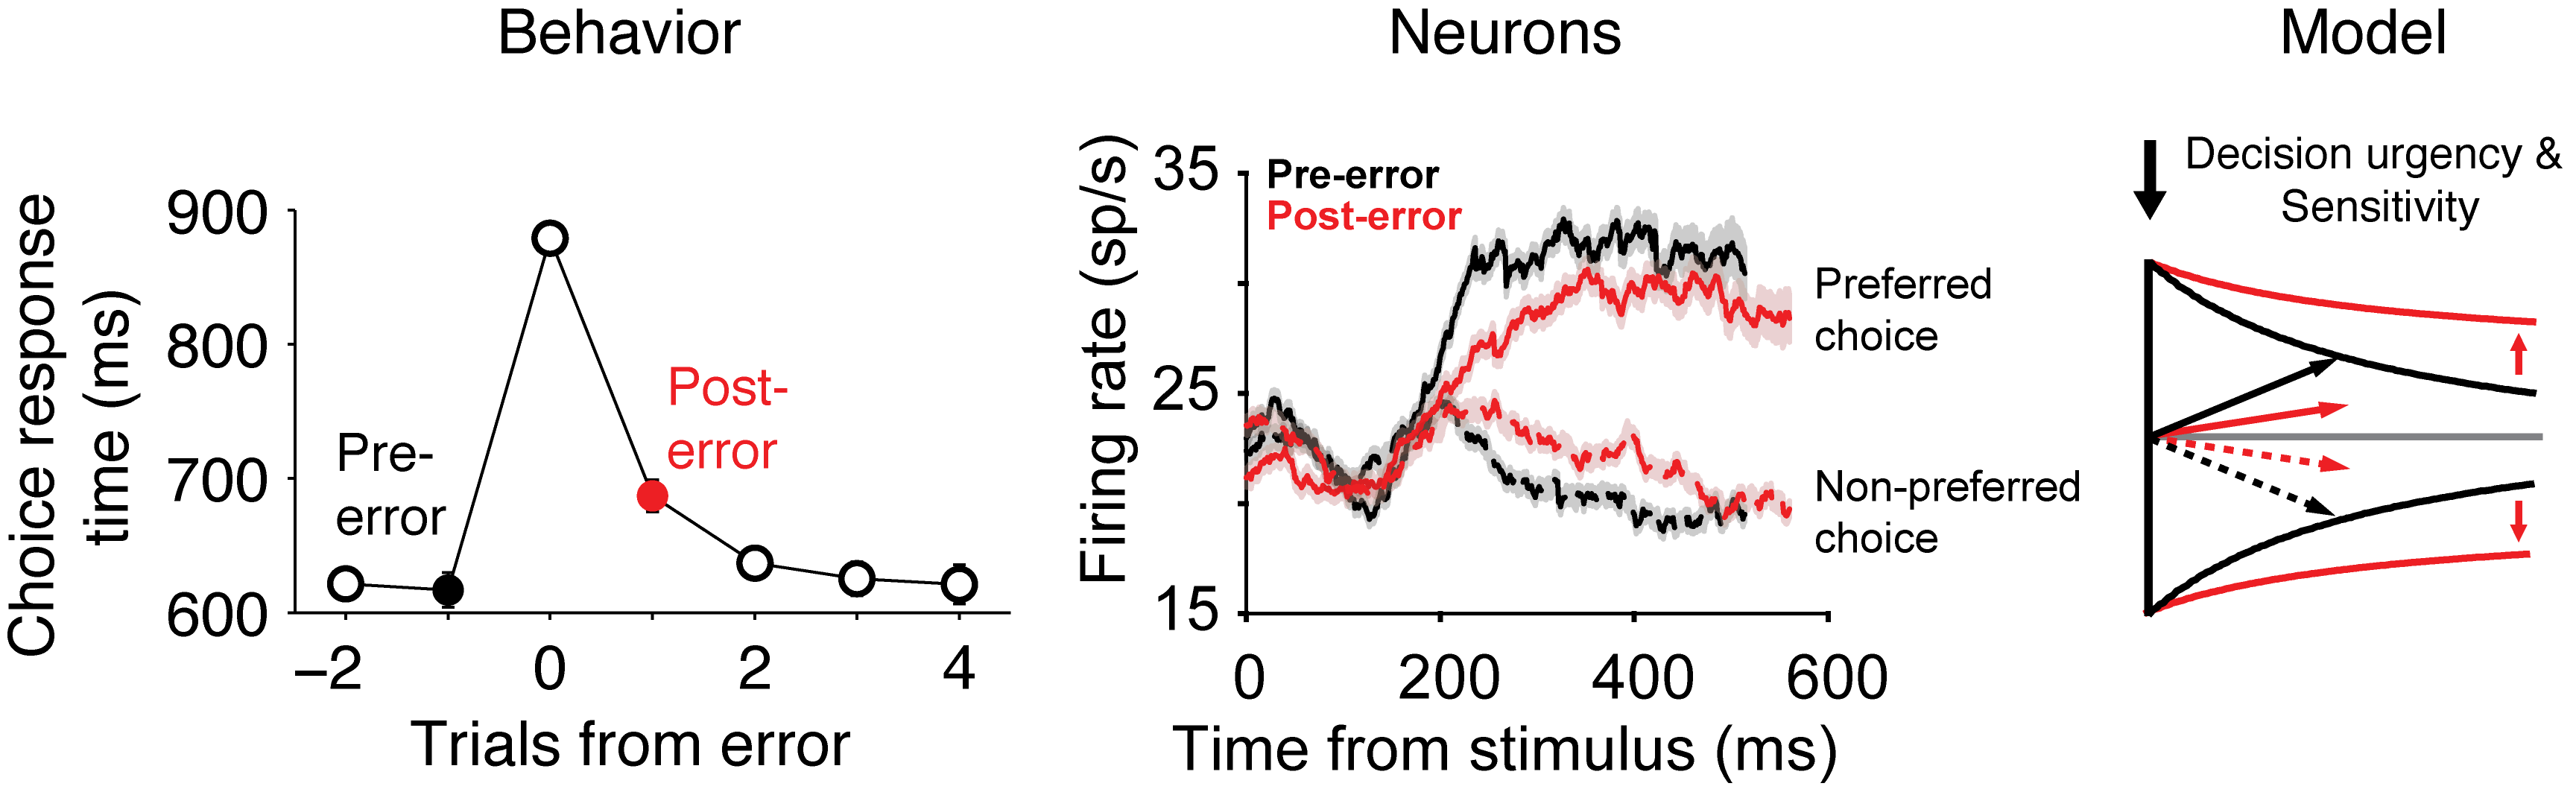 Behavior
Choice response
time (ms)
900
800
700
600
Pre-
error
Post-
error
–2
0
2
4
Trials from error
Neurons
Firing rate (sp/s)
35
25
15
Pre-error
Post-error
Preferred
choice
Non-preferred
choice
0
200
400
600
Time from stimulus (ms)
Model
Decision urgency &
Sensitivity